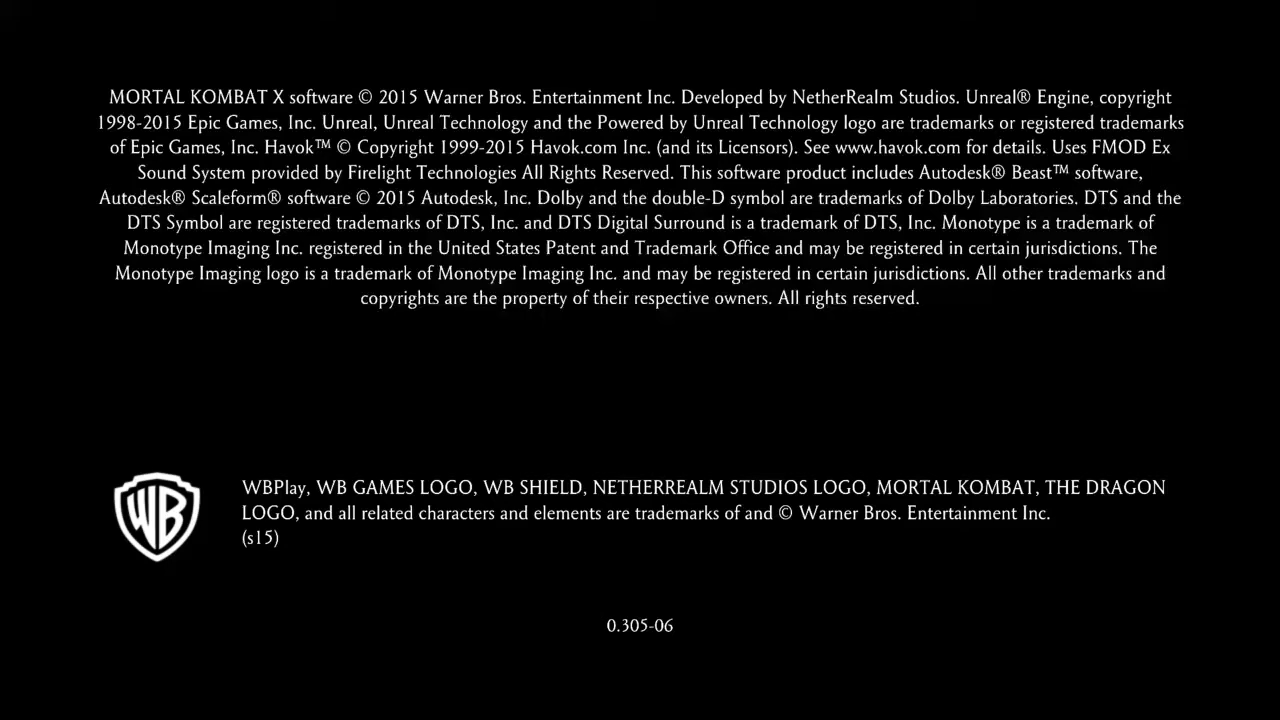 MORTAL KOMBAT X software © 2015 Warner Bros. Entertainment Inc. Developed by NetherRealm Studios. Unreal® Engine, copyright
1998-2015 Epic Games, Inc. Unreal, Unreal Technology and the Powered by Unreal Technology logo are trademarks or registered trademarks
of Epic Games, Inc. Havok™ © Copyright 1999-2015 Havok.com Inc. (and its Licensors). See www.havok.com for details. Uses FMOD Ex
Sound System provided by Firelight Technologies All Rights Reserved. This software product includes Autodesk® Beast™ software,
Autodesk® Scaleform® software © 2015 Autodesk, Inc. Dolby and the double-D symbol are trademarks of Dolby Laboratories. DTS and the
DTS Symbol are registered trademarks of DTS, Inc. and DTS Digital Surround is a trademark of DTS, Inc. Monotype is a trademark of
Monotype Imaging Inc. registered in the United States Patent and Trademark Office and may be registered in certain jurisdictions. The
Monotype Imaging logo is a trademark of Monotype Imaging Inc. and may be registered in certain jurisdictions. All other trademarks and
copyrights are the property of their respective owners. All rights reserved.
WB
WBPlay, WB GAMES LOGO, WB SHIELD, NETHERREALM STUDIOS LOGO, MORTAL KOMBAT, THE DRAGON
LOGO, and all related characters and elements are trademarks of and © Warner Bros. Entertainment Inc.
(s15)
0.305-06